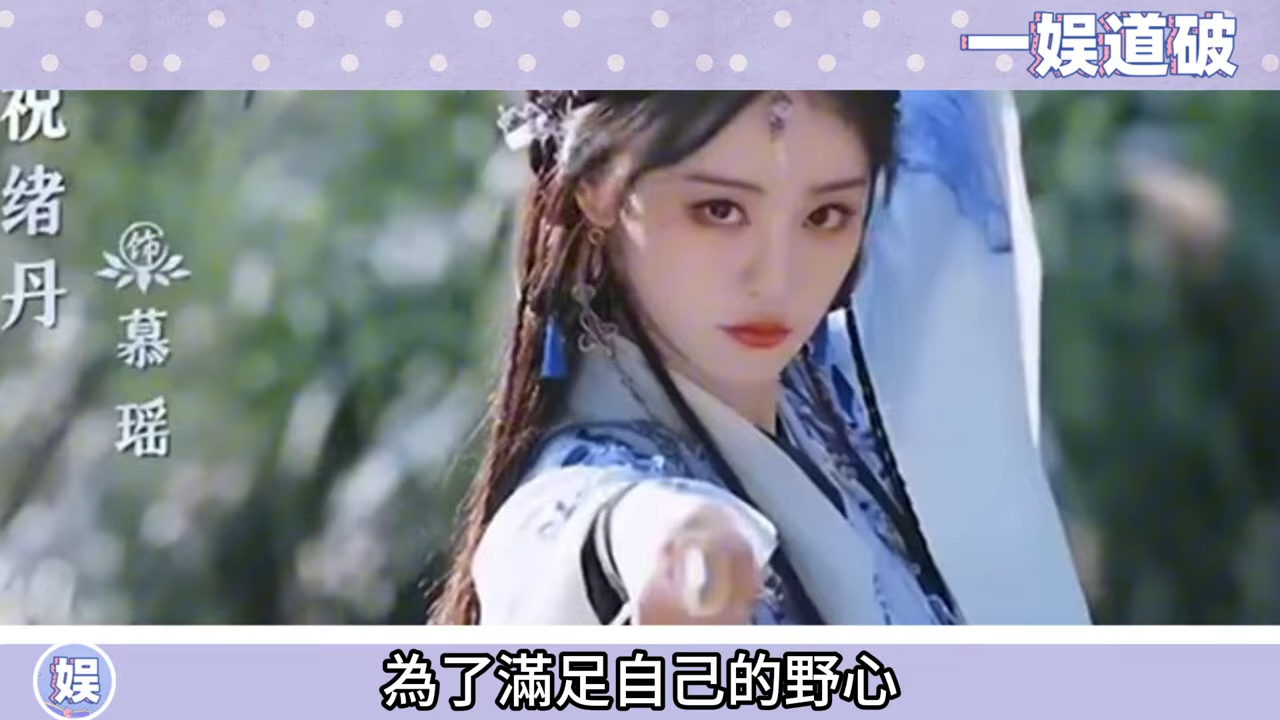 一娱道破
祝绪丹
饰
慕瑶
娱
為了滿足自己的野心